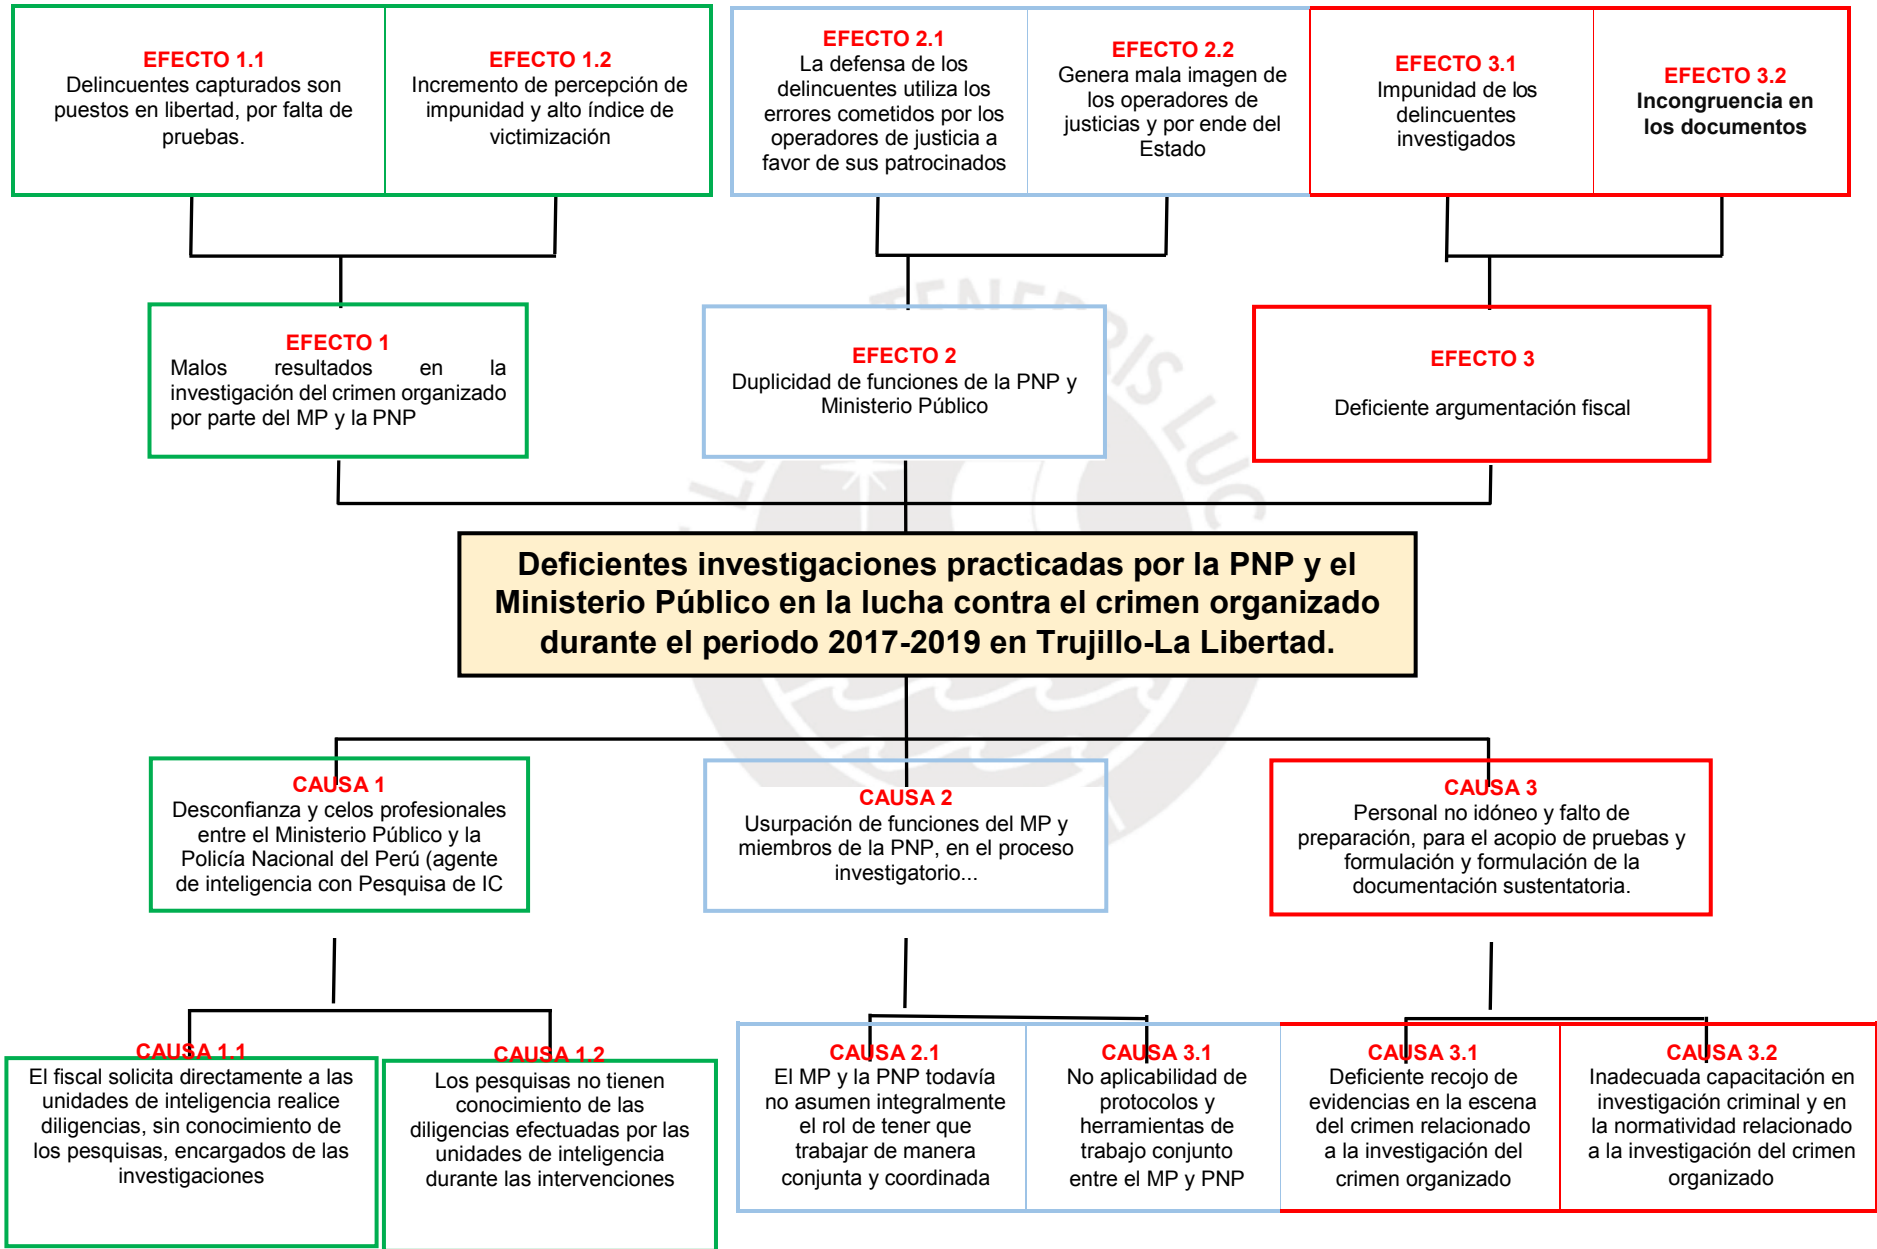 EFECTO 1.1
Delincuentes capturados son
puestos en libertad, por falta de
pruebas.
EFECTO 1.2
Incremento de percepción de
impunidad y alto índice de
victimización
EFECTO 2.1
La defensa de los
delincuentes utiliza los
errores cometidos por los
operadores de justicia a
favor de sus patrocinados
EFECTO 2.2
Genera mala imagen de
los operadores de
justicias y por ende del
Estado
EFECTO 3.1
Impunidad de los
delincuentes
investigados
EFECTO 3.2
Incongruencia en
los documentos
EFECTO 1
Malos resultados en la
investigación del crimen organizado
por parte del MP y la PNP
EFECTO 2
Duplicidad de funciones de la PNP y
Ministerio Público
EFECTO 3
Deficiente argumentación fiscal
TENEBRIS LUC
Deficientes investigaciones practicadas por la PNP y el
Ministerio Público en la lucha contra el crimen organizado
durante el periodo 2017-2019 en Trujillo-La Libertad.
CAUSA 1
Desconfianza y celos profesionales
entre el Ministerio Público y la
Policía Nacional del Perú (agente
de inteligencia con Pesquisa de IC
CAUSA 2
Usurpación de funciones del MP y
miembros de la PNP, en el proceso
investigatorio...
CAUSA 3
Personal no idóneo y falto de
preparación, para el acopio de pruebas y
formulación y formulación de la
documentación sustentatoria.
CAUSA 1.1
El fiscal solicita directamente a las
unidades de inteligencia realice
diligencias, sin conocimiento de
los pesquisas, encargados de las
investigaciones
CAUSA 1.2
Los pesquisas no tienen
conocimiento de las
diligencias efectuadas por las
unidades de inteligencia
durante las intervenciones
CAUSA 2.1
El MP y la PNP todavía
no asumen integralmente
el rol de tener que
trabajar de manera
conjunta y coordinada
CAUSA 3.1
No aplicabilidad de
protocolos y
herramientas de
trabajo conjunto
entre el MP y PNP
CAUSA 3.1
Deficiente recojo de
evidencias en la escena
del crimen relacionado
a la investigación del
crimen organizado
CAUSA 3.2
Inadecuada capacitación en
investigación criminal y en
la normatividad relacionado
a la investigación del crimen
organizado